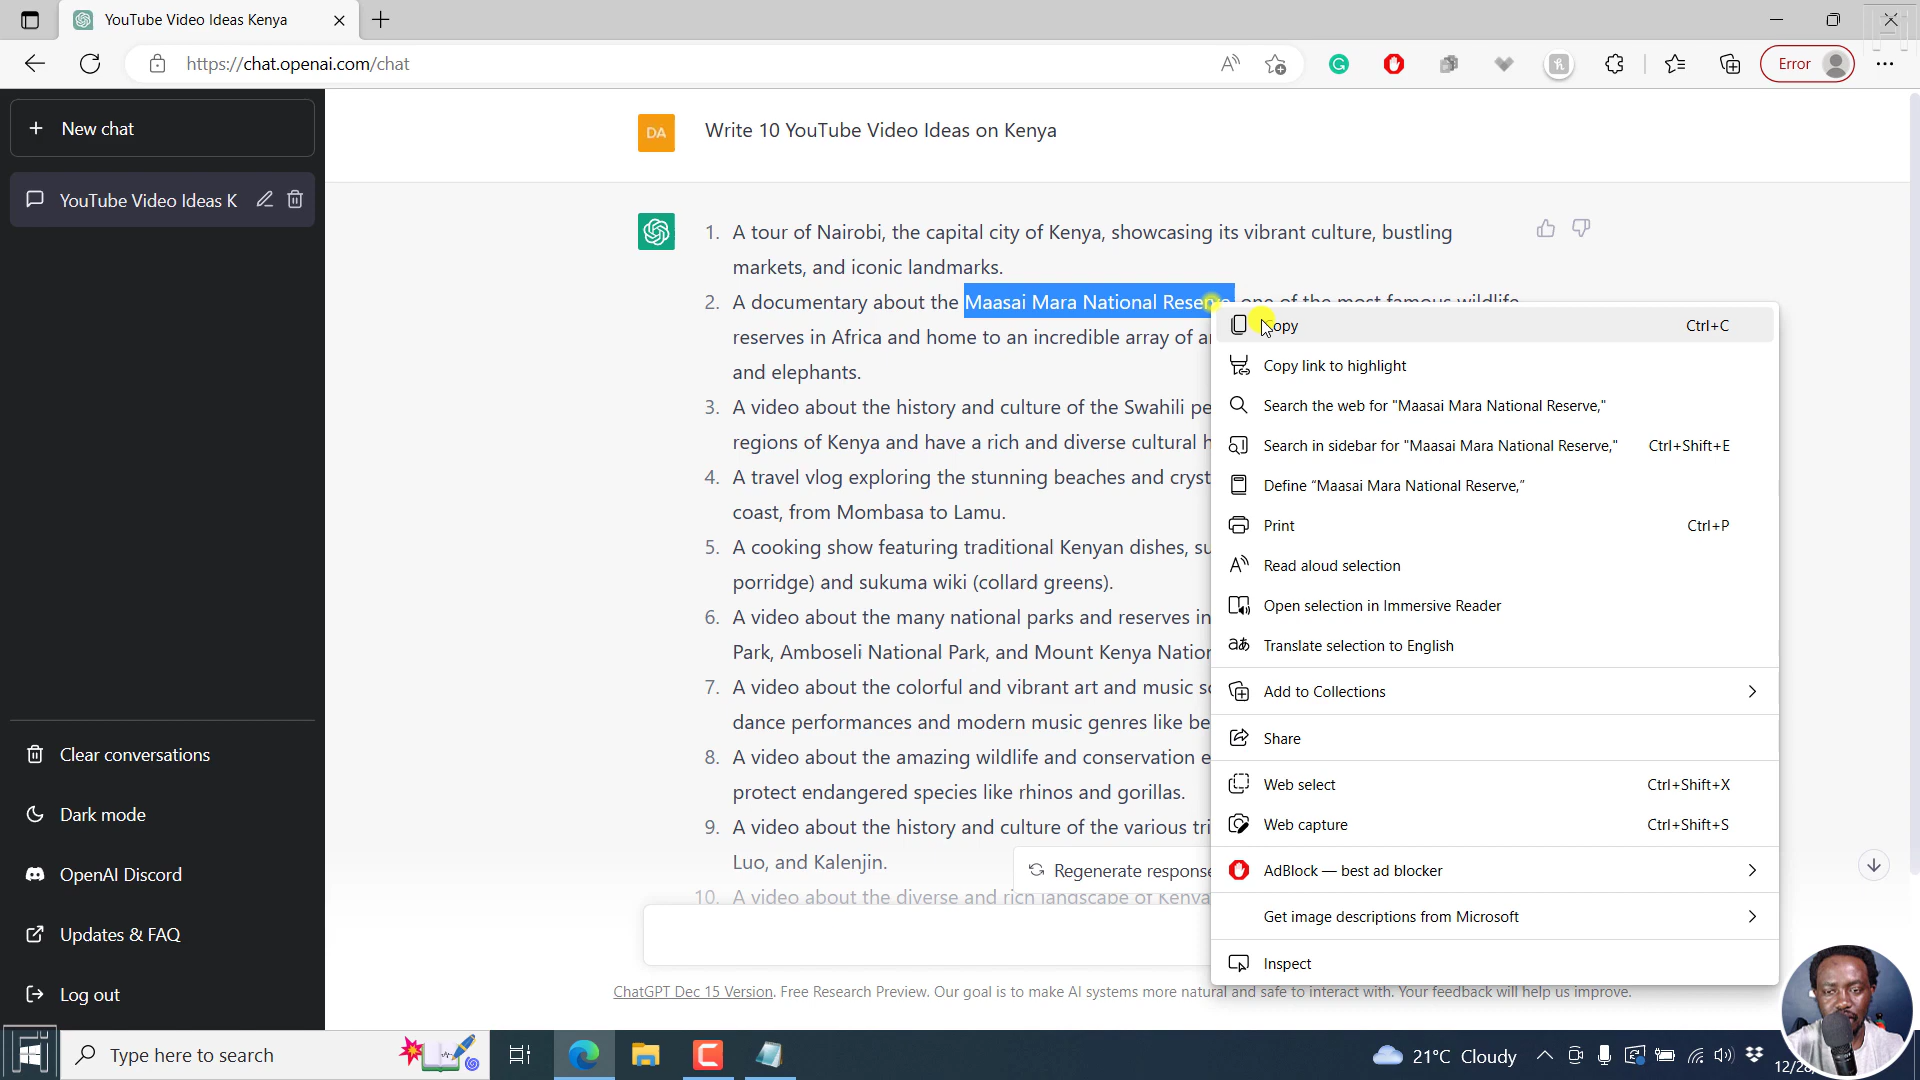 YouTube Video Ideas Kenya
https://chat.openai.com/chat
Error
New chat
YouTube Video Ideas K
DA
Write 10 YouTube Video Ideas on Kenya
1. A tour of Nairobi, the capital city of Kenya, showcasing its vibrant culture, bustling
markets, and iconic landmarks.
2. A documentary about the Maasai Mara National Reserve, one of the most famous wildlife
reserves in Africa and home to an incredible array of
and elephants.
3. A video about the history and culture of the Swahili
regions of Kenya and have a rich and diverse cultural
4. A travel vlog exploring the stunning beaches and
coast, from Mombasa to Lamu.
5. A cooking show featuring traditional Kenyan dishes,
porridge) and sukuma wiki (collard greens).
6. A video about the many national parks and reserves in
Park, Amboseli National Park, and Mount Kenya
7. A video about the colorful and vibrant art and music
dance performances and modern music genres like
8. A video about the amazing wildlife and conservation
protect endangered species like rhinos and gorillas.
9. A video about the history and culture of the various
Luo, and Kalenjin.
10. A video about the diverse and rich landscape of Kenya
Regenerate response
ChatGPT Dec 15 Version. Free Research Preview. Our goal is to make AI systems more natural and safe to interact with. Your feedback will help us improve.
Copy Ctrl+C
Copy link to highlight
Search the web for "Maasai Mara National Reserve,"
Search in sidebar for "Maasai Mara National Reserve," Ctrl+Shift+E
Define “Maasai Mara National Reserve,”
Print Ctrl+P
Read aloud selection
Open selection in Immersive Reader
Translate selection to English
Add to Collections
Share
Web select Ctrl+Shift+X
Web capture Ctrl+Shift+S
AdBlock — best ad blocker
Get image descriptions from Microsoft
Inspect
Clear conversations
Dark mode
OpenAI Discord
Updates & FAQ
Log out
Type here to search
21°C Cloudy